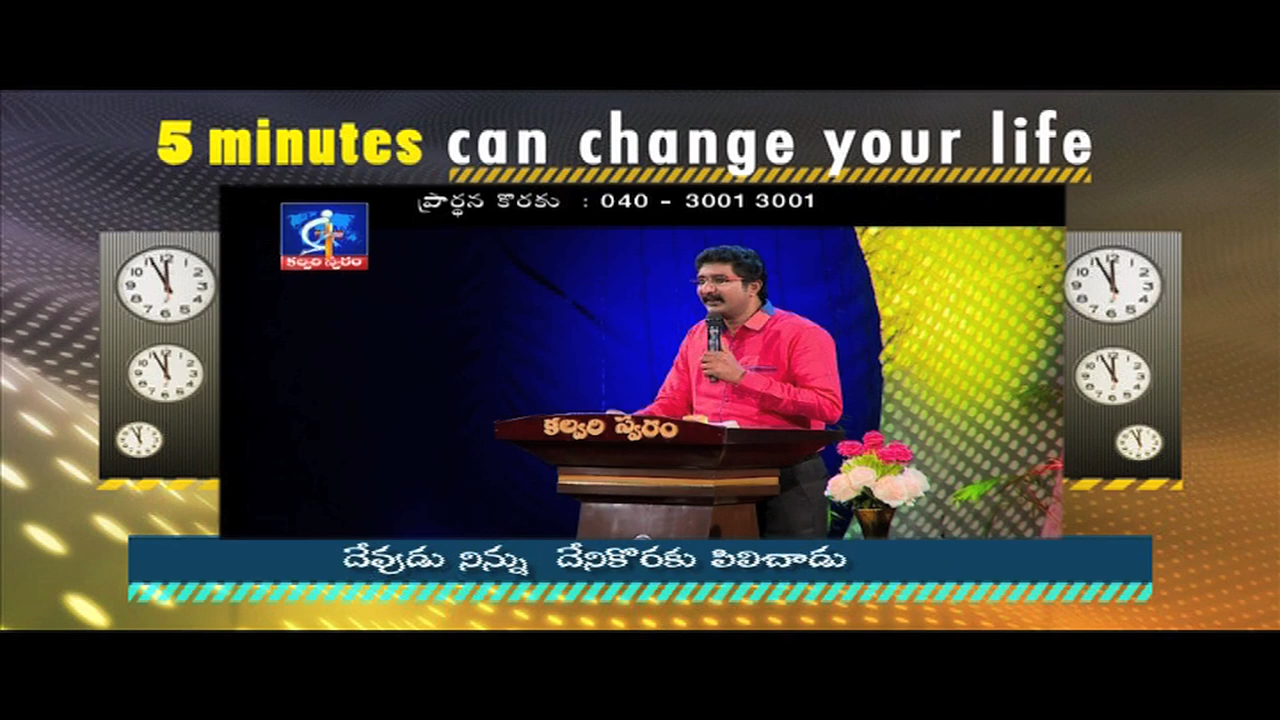 5 minutes can change your life
ప్రార్థన కొరకు : 040 - 3001 3001
కల్వరి స్వరం
కల్వరి స్వరం
దేవుడు నిన్ను దేనికొరకు పిలిచాడు